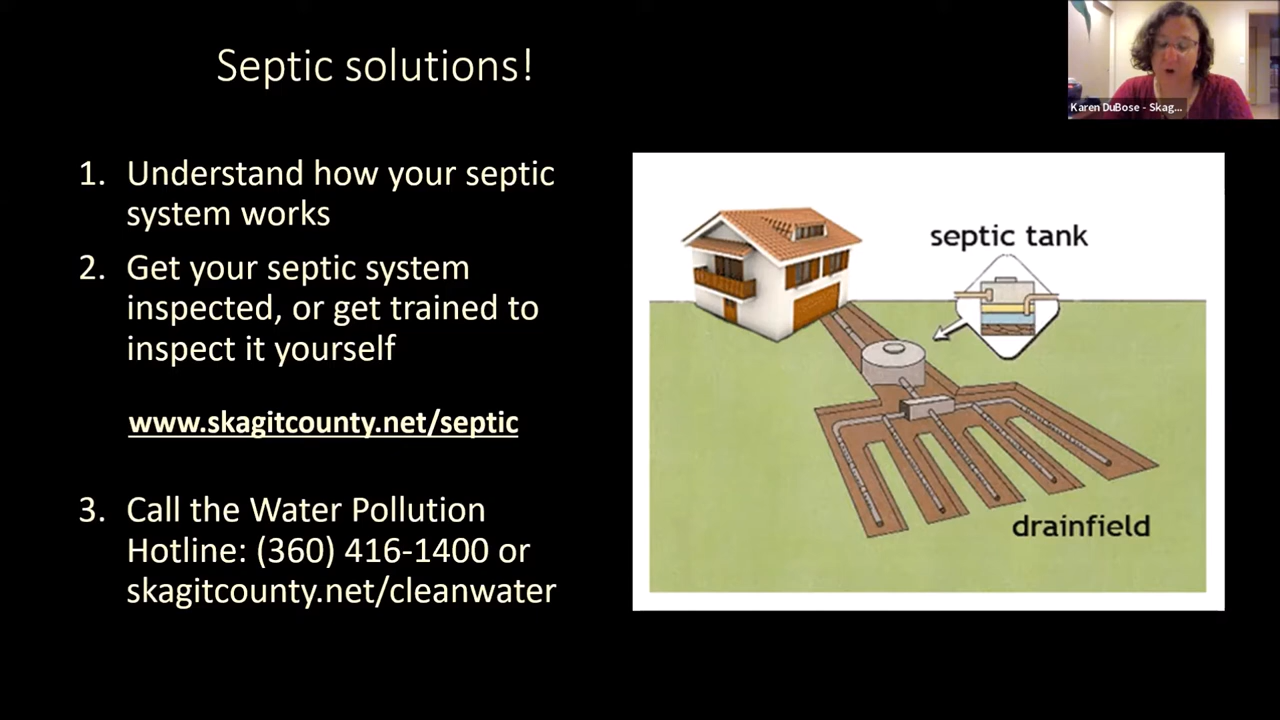 Septic solutions!
Karen DuBose - Skag...
1. Understand how your septic
system works
2. Get your septic system
inspected, or get trained to
inspect it yourself
www.skagitcounty.net/septic
3. Call the Water Pollution
Hotline: (360) 416-1400 or
skagitcounty.net/cleanwater
septic tank
drainfield